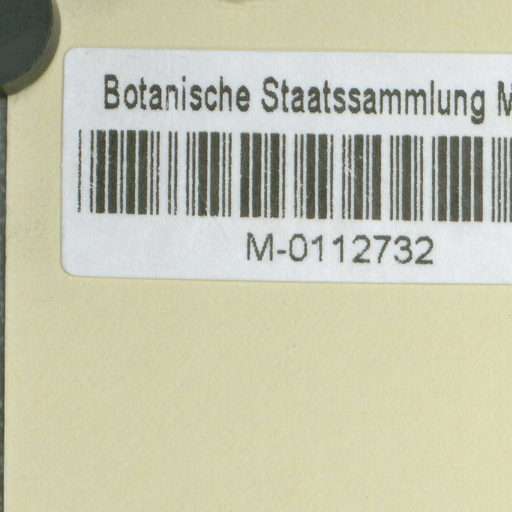 Botanische Staatssammlung M
M-0112732